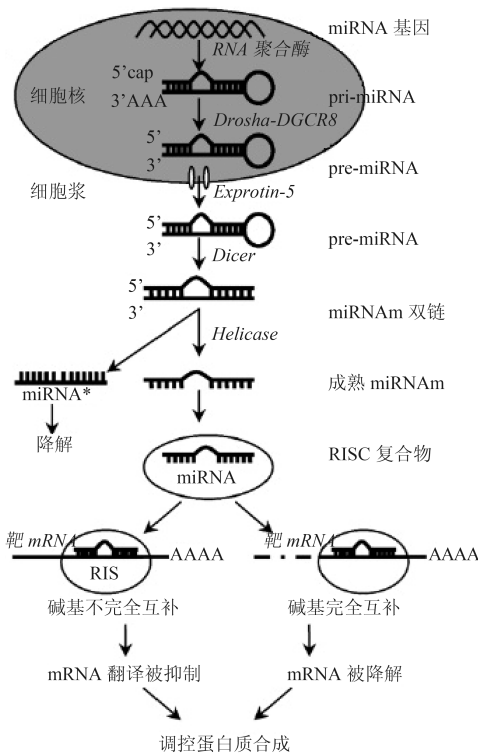 miRNA 基因
RNA 聚合酶
5’cap
细胞核
3’AAA
pri-miRNA
Drosha-DGCR8
5’
3’
pre-miRNA
细胞浆
Exprotin-5
5’
3’
pre-miRNA
Dicer
5’
3’
miRNAm 双链
Helicase
miRNA*
成熟 miRNAm
降解
RISC 复合物
miRNA
靶 mRNA
AAAA
靶 mRNA
AAAA
RIS
碱基不完全互补
碱基完全互补
mRNA 翻译被抑制
mRNA 被降解
调控蛋白质合成